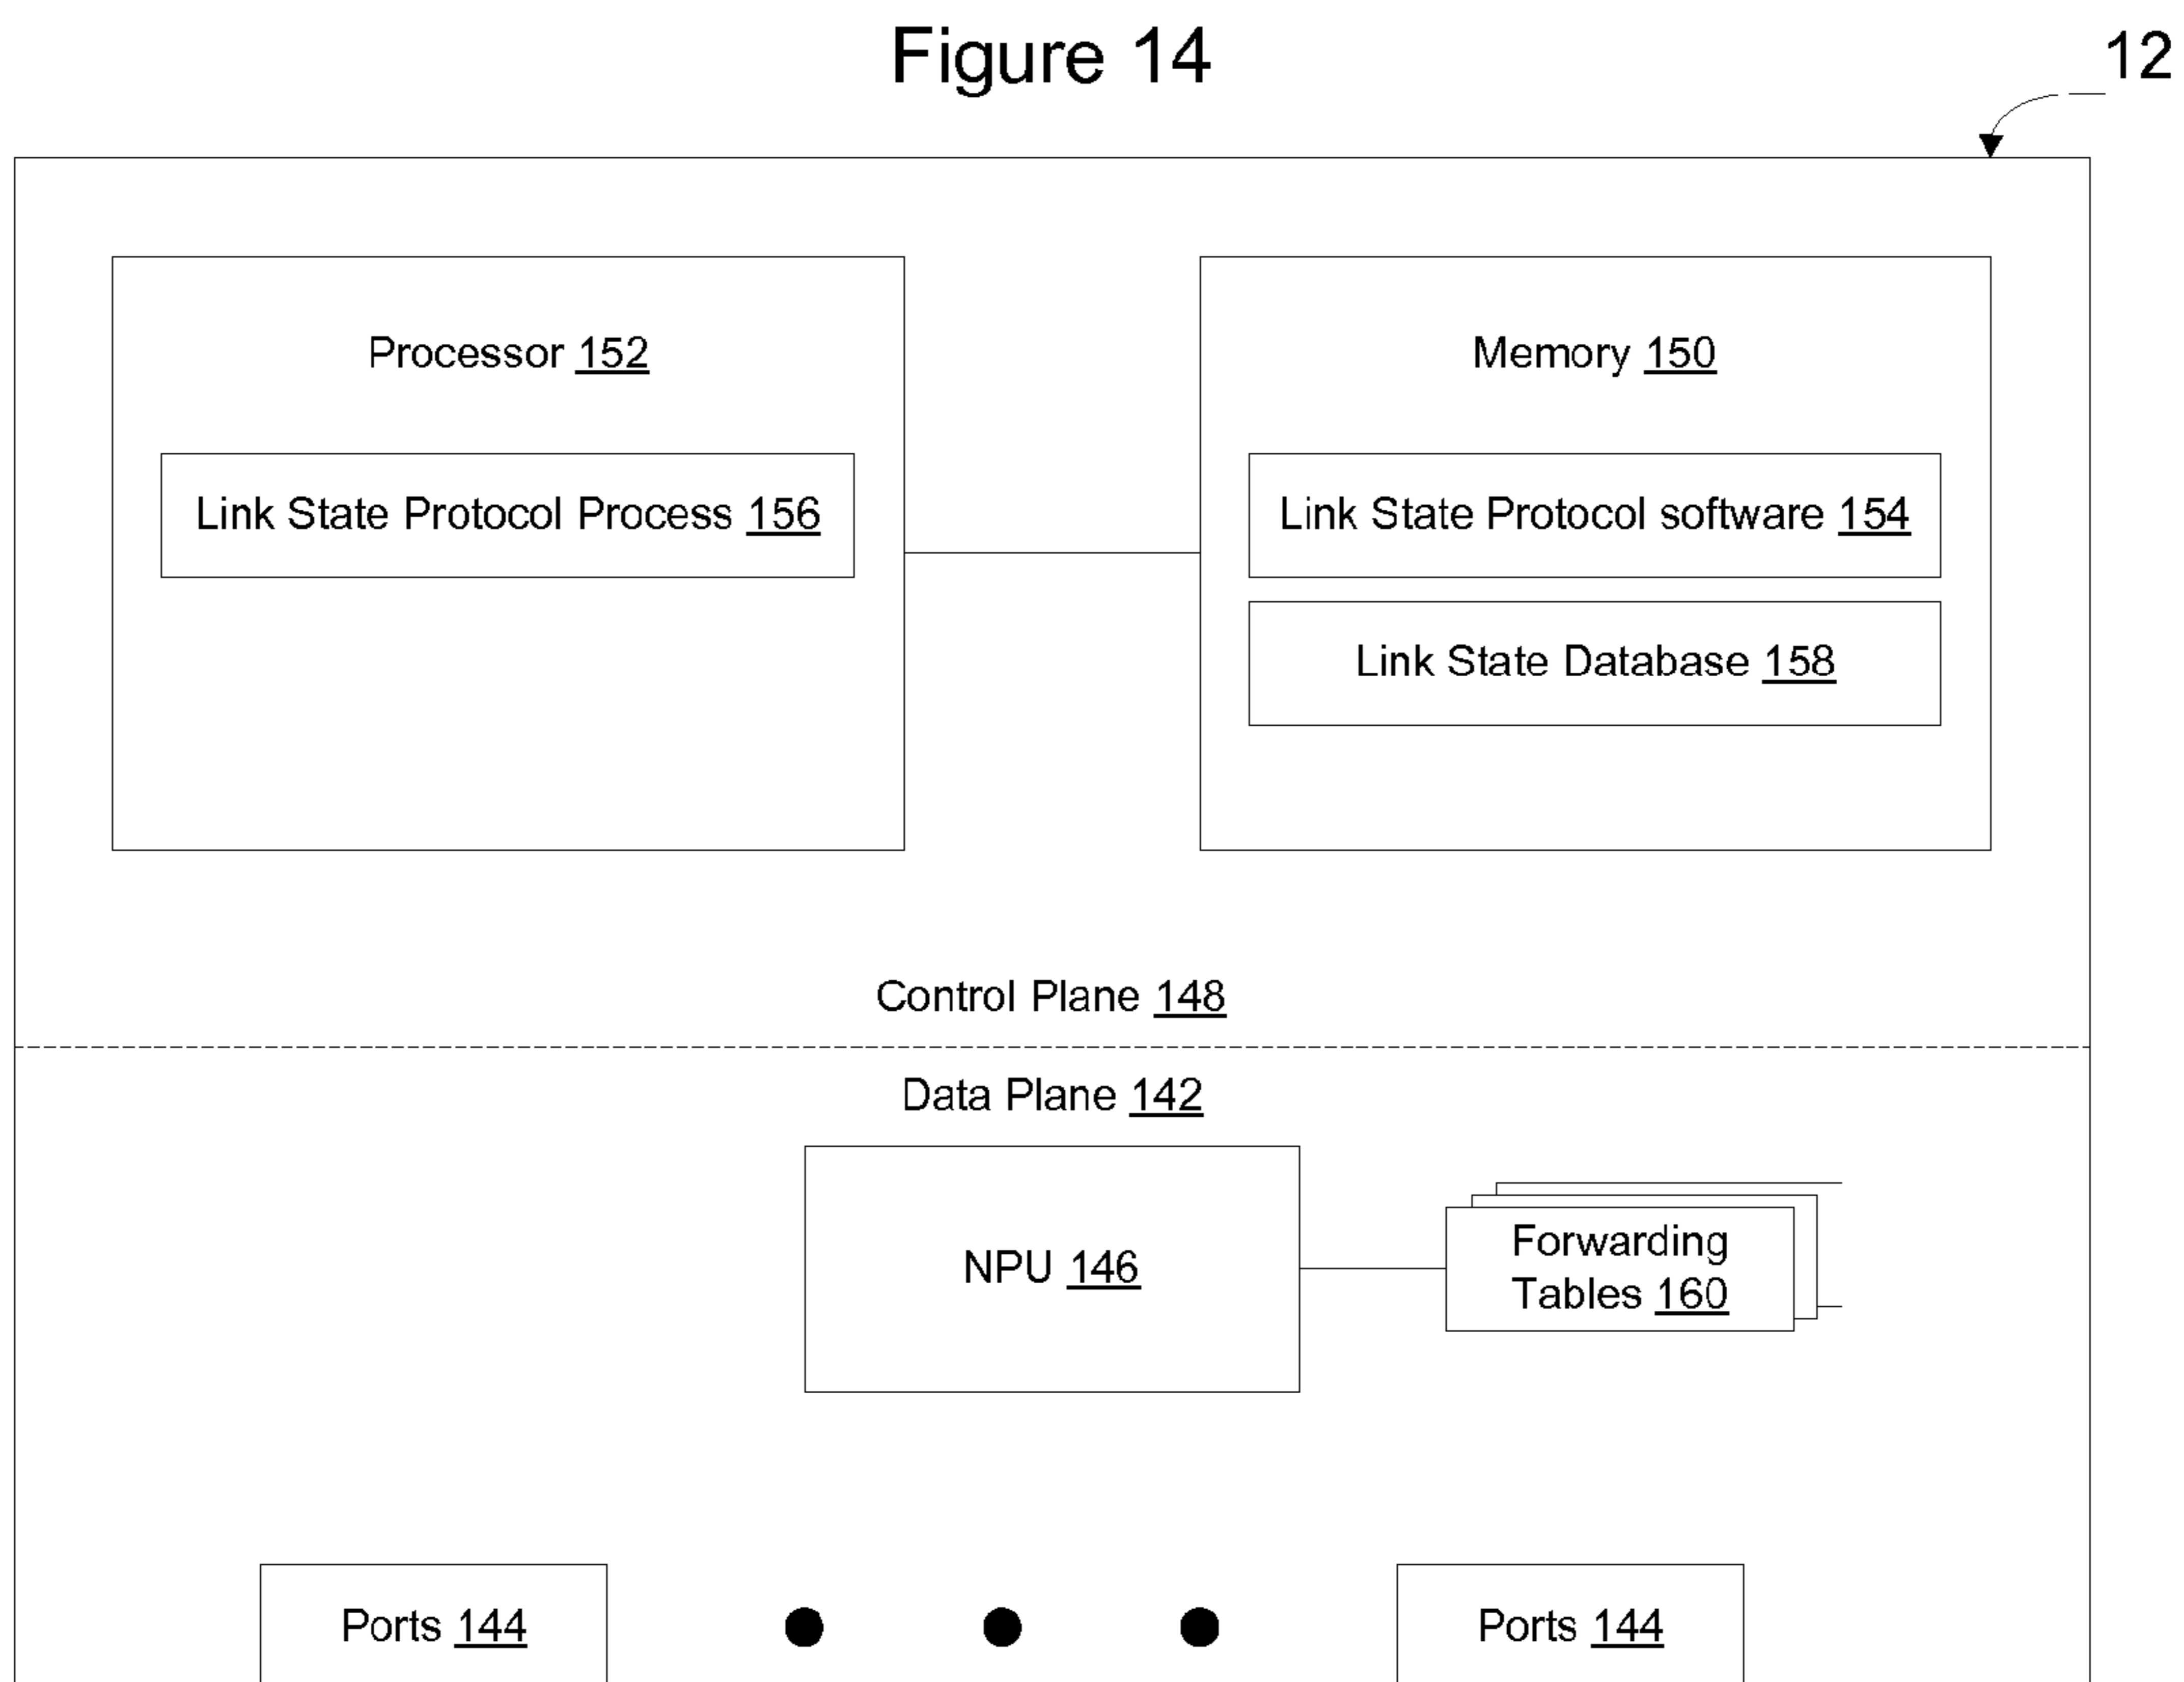 Figure 14
12
Processor 152
Memory 150
Link State Protocol Process 156
Link State Protocol software 154
Link State Database 158
Control Plane 148
Data Plane 142
NPU 146
Forwarding
Tables 160
Ports 144
Ports 144